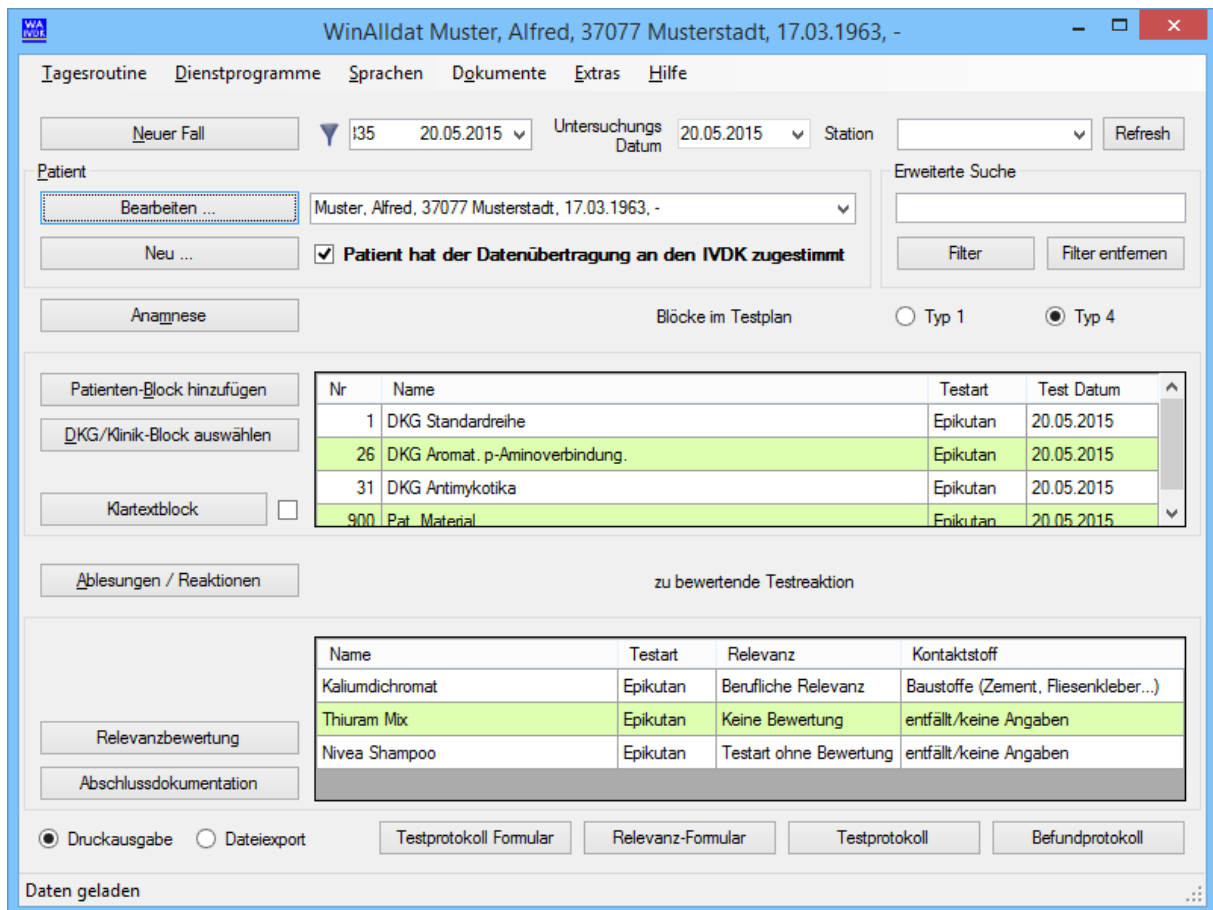 WA IVDK WinAlldat Muster, Alfred, 37077 Musterstadt, 17.03.1963, -
Tagesroutine Dienstprogramme Sprachen Dokumente Extras Hilfe
Neuer Fall 835 20.05.2015 Untersuchungs Datum 20.05.2015 Station Refresh
Patient Erweiterte Suche
Bearbeiten ... Muster, Alfred, 37077 Musterstadt, 17.03.1963, -
Neu ... Patient hat der Datenübertragung an den IVDK zugestimmt Filter Filter entfernen
Anamnese Blöcke im Testplan Typ 1 Typ 4
Patienten-Block hinzufügen
DKG/Klinik-Block auswählen
Klartextblock
Nr Name Testart Test Datum
1 DKG Standardreihe Epikutan 20.05.2015
26 DKG Aromat. p-Aminoverbindung. Epikutan 20.05.2015
31 DKG Antimykotika Epikutan 20.05.2015
900 Pat. Material Epikutan 20.05.2015
Ablesungen / Reaktionen zu bewertende Testreaktion
Name Testart Relevanz Kontaktstoff
Kaliumdichromat Epikutan Berufliche Relevanz Baustoffe (Zement, Fliesenkleber...)
Thiuram Mix Epikutan Keine Bewertung entfällt/keine Angaben
Nivea Shampoo Epikutan Testart ohne Bewertung entfällt/keine Angaben
Relevanzbewertung
Abschlussdokumentation
Druckausgabe Dateiexport Testprotokoll Formular Relevanz-Formular Testprotokoll Befundprotokoll
Daten geladen